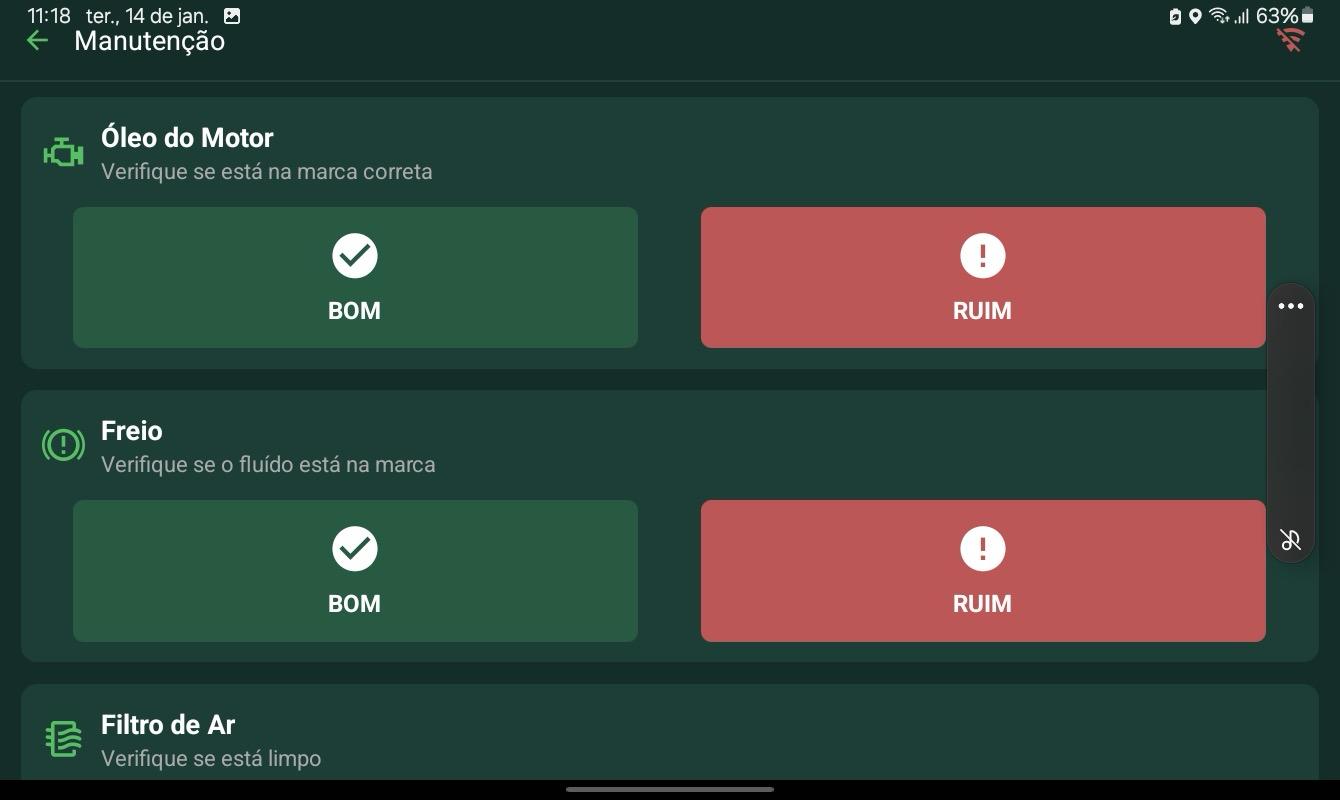 11:18 ter., 14 de jan. 63%
Manutenção
Óleo do Motor
Verifique se está na marca correta
BOM RUIM
Freio
Verifique se o fluído está na marca
BOM RUIM
Filtro de Ar
Verifique se está limpo